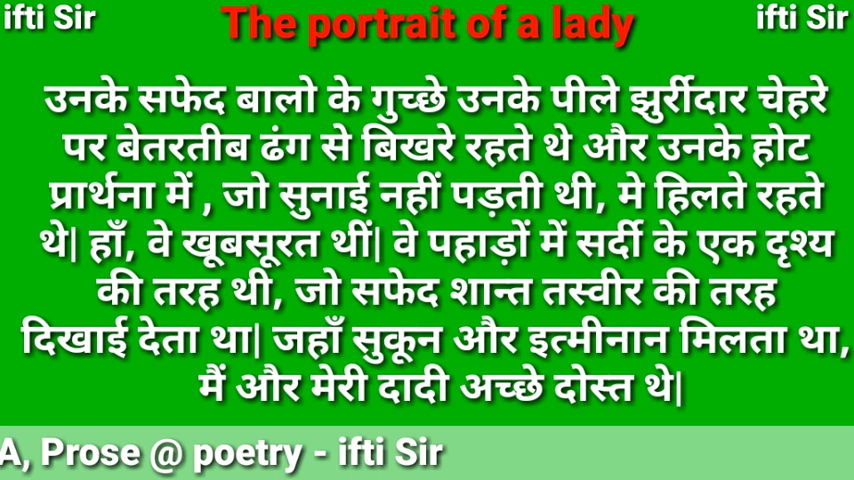 ifti Sir The portrait of a lady ifti Sir
उनके सफेद बालो के गुच्छे उनके पीले झुर्रीदार चेहरे
पर बेतरतीब ढंग से बिखरे रहते थे और उनके होट
प्रार्थना में , जो सुनाई नहीं पड़ती थी, मे हिलते रहते
थे| हाँ, वे खूबसूरत थीं| वे पहाड़ों में सर्दी के एक दृश्य
की तरह थी, जो सफेद शान्त तस्वीर की तरह
दिखाई देता था| जहाँ सुकून और इत्मीनान मिलता था,
मैं और मेरी दादी अच्छे दोस्त थे|
A, Prose @ poetry - ifti Sir